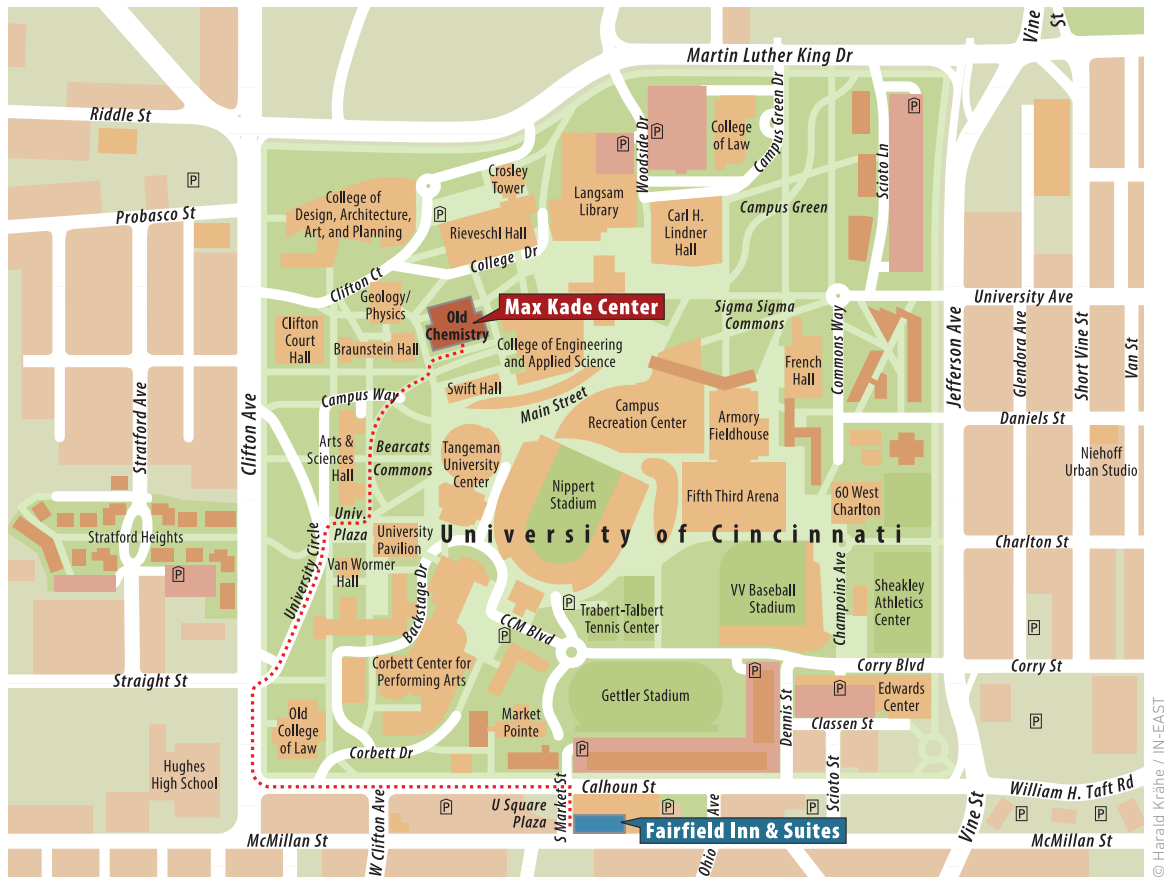 Vine
St
Martin Luther King Dr
Riddle St
P
P
P
College
of Law
Woodside Dr
Campus Green Dr
Scioto Ln
Crosley
Tower
P
Probasco St
College of
Design, Architecture,
Art, and Planning
P
Langsam
Library
Rieveschl Hall
Carl H.
Lindner
Hall
Campus Green
College Dr
Clifton Ct
Geology/
Physics
Max Kade Center
Old
Chemistry
Sigma Sigma
Commons
University Ave
Clifton
Court
Hall
Braunstein Hall
College of Engineering
and Applied Science
French
Hall
Commons Way
Jefferson Ave
Glendora Ave
Short Vine St
Van St
Swift Hall
Campus Way
Main Street
Stratford Ave
Clifton Ave
Campus
Recreation Center
Armory
Fieldhouse
Daniels St
Arts &
Sciences
Hall
Bearcats
Commons
Tangeman
University
Center
Niehoff
Urban Studio
Nippert
Stadium
Fifth Third Arena
60 West
Charlton
Univ.
Plaza
University
Pavilion
University of Cincinnati
Stratford Heights
Charlton St
Van Wormer
Hall
University Circle
Backstage Dr
P
P
Trabert-Talbert
Tennis Center
VV Baseball
Stadium
Champoins Ave
Sheakley
Athletics
Center
P
CCM Blvd
P
Corbett Center for
Performing Arts
Straight St
Corry Blvd
Corry St
P
P
Gettler Stadium
Edwards
Center
Dennis St
Classen St
P
Old
College
of Law
Market
Pointe
Corbett Dr
P
Hughes
High School
S Market St
Calhoun St
Scioto St
William H. Taft Rd
W Clifton Ave
P
U Square
Plaza
P
Ohio Ave
P
P
P
Vine St
Fairfield Inn & Suites
McMillan St
McMillan St
© Harald Krähe / IN-EAST